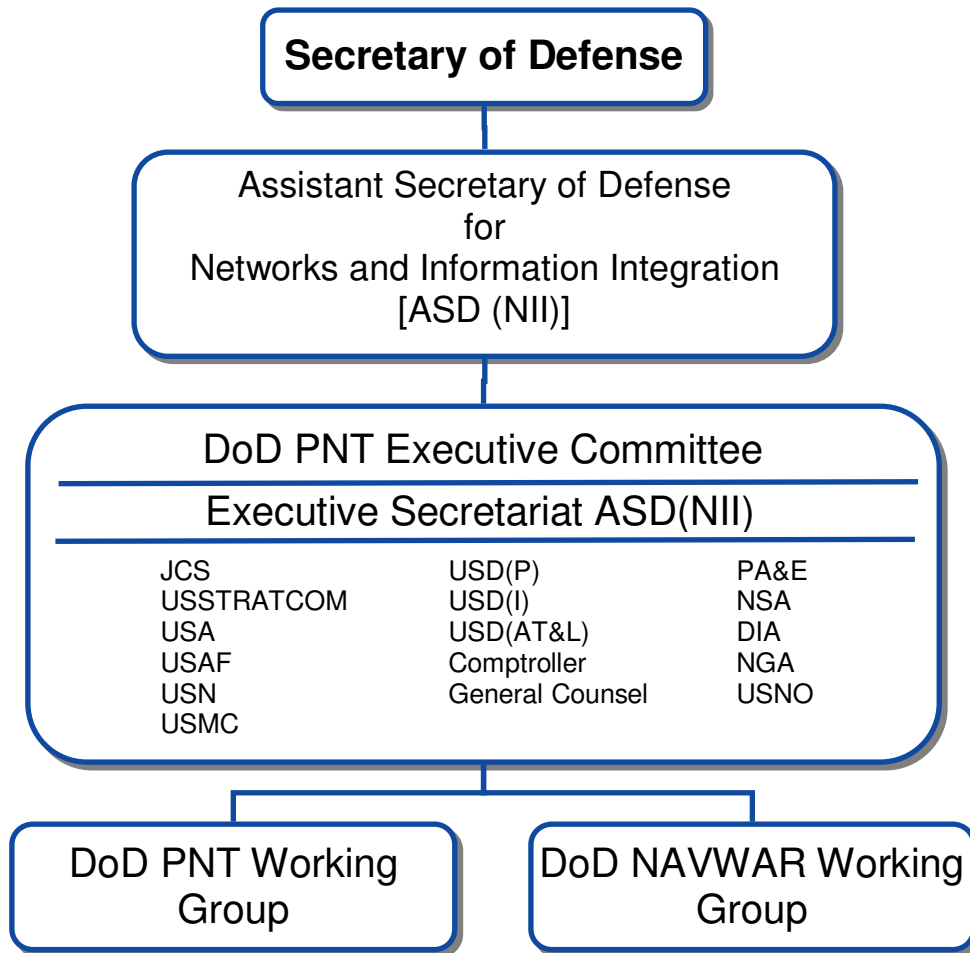 Secretary of Defense
Assistant Secretary of Defense
for
Networks and Information Integration
[ASD (NII)]
DoD PNT Executive Committee
Executive Secretariat ASD(NII)
JCS
USSTRATCOM
USA
USAF
USN
USMC
USD(P)
USD(I)
USD(AT&L)
Comptroller
General Counsel
PA&E
NSA
DIA
NGA
USNO
DoD PNT Working
Group
DoD NAVWAR Working
Group